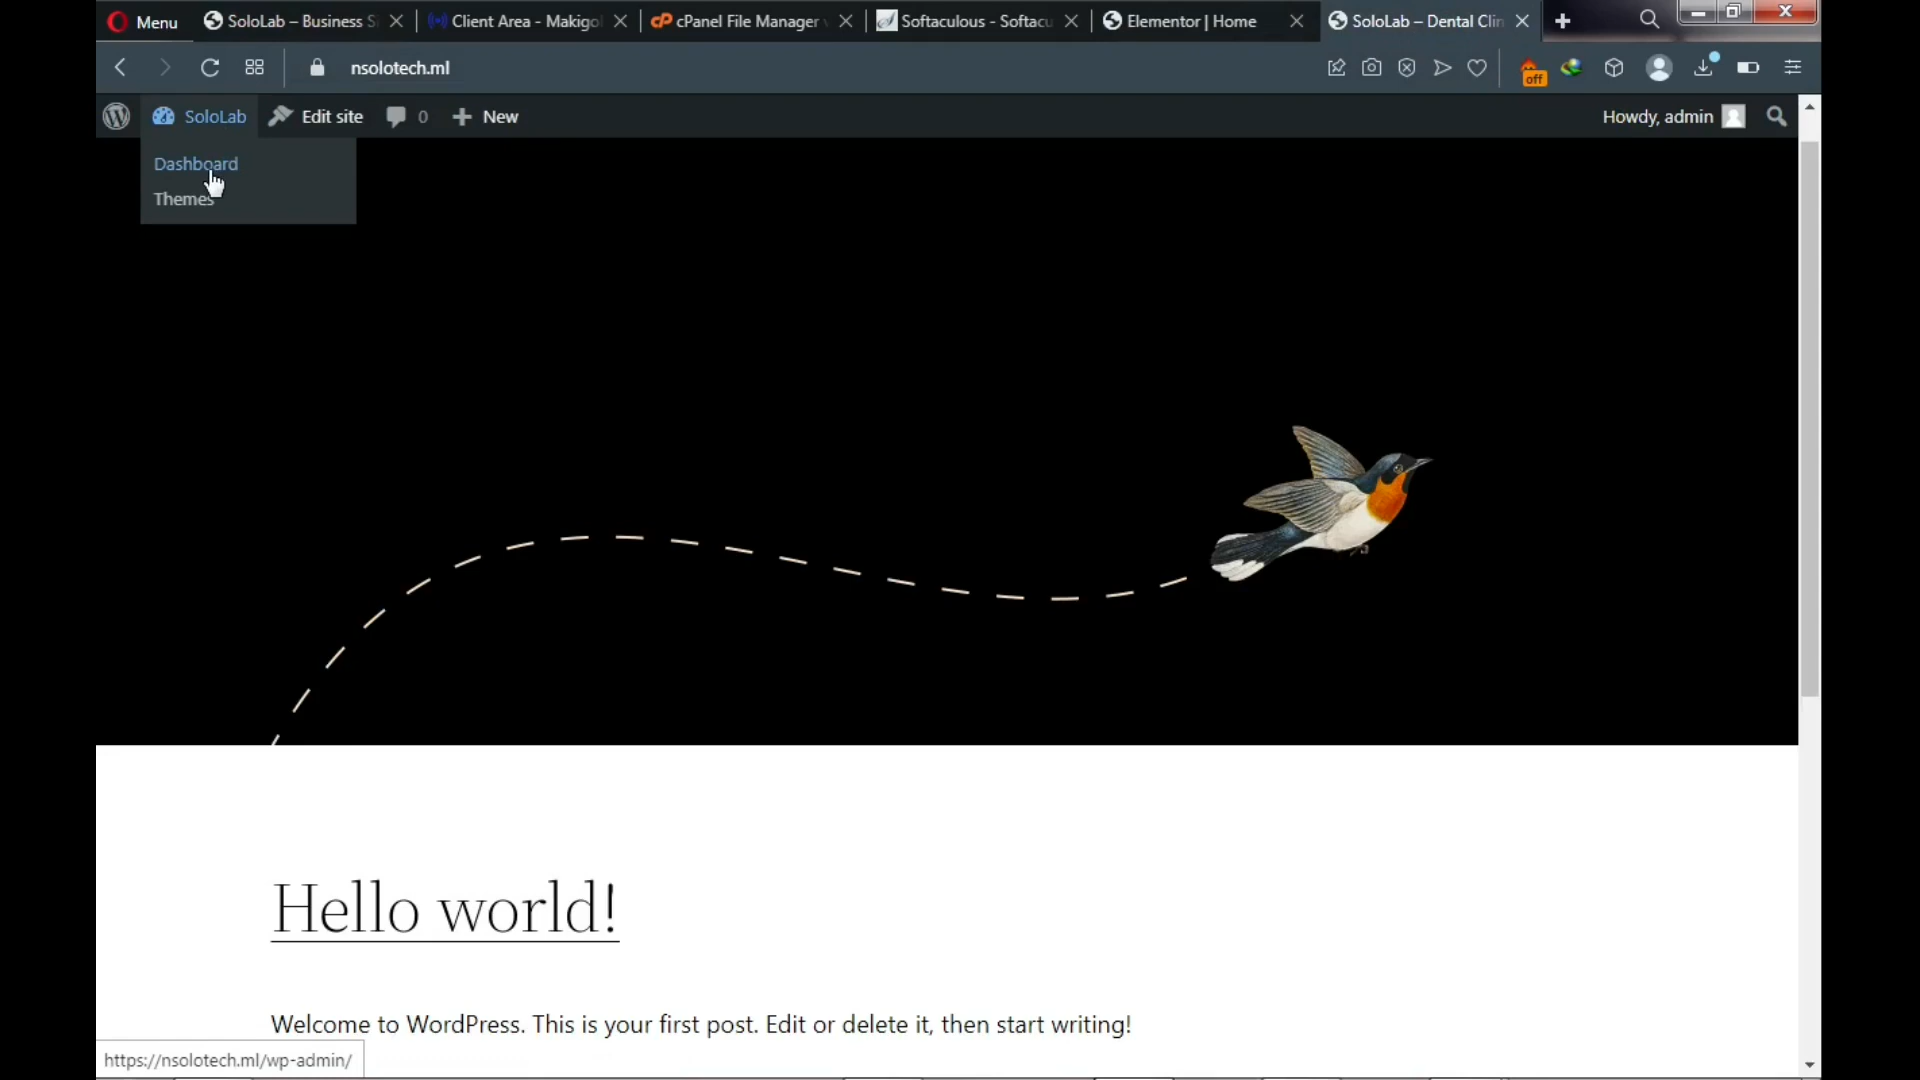 Menu
SoloLab – Business S
Client Area - Makigo
cPanel File Manager
Softaculous - Softacu
Elementor | Home
SoloLab – Dental Clin
nsolotech.ml
off
SoloLab
Edit site
0
New
Howdy, admin
Dashboard
Themes
Hello world!
Welcome to WordPress. This is your first post. Edit or delete it, then start writing!
https://nsolotech.ml/wp-admin/